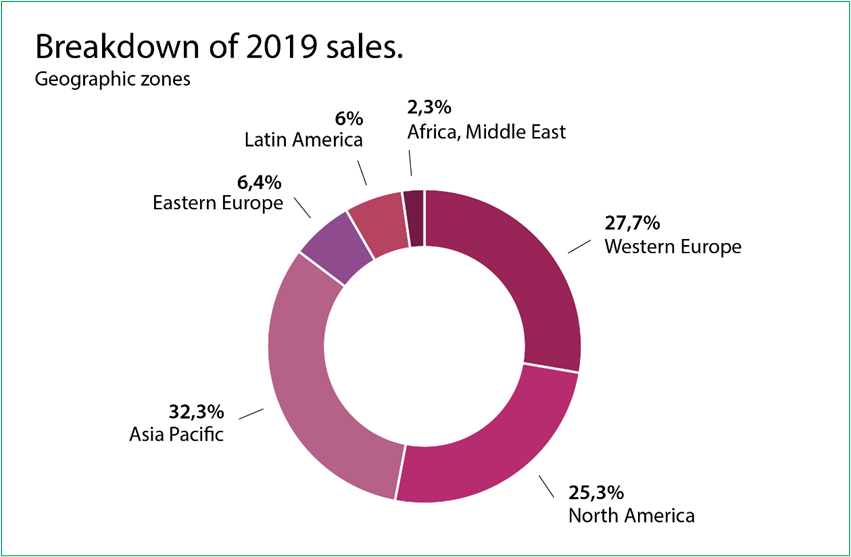 Breakdown of 2019 sales.
Geographic zones
2,3%
Africa, Middle East
6%
Latin America
6,4%
Eastern Europe
27,7%
Western Europe
32,3%
Asia Pacific
25,3%
North America